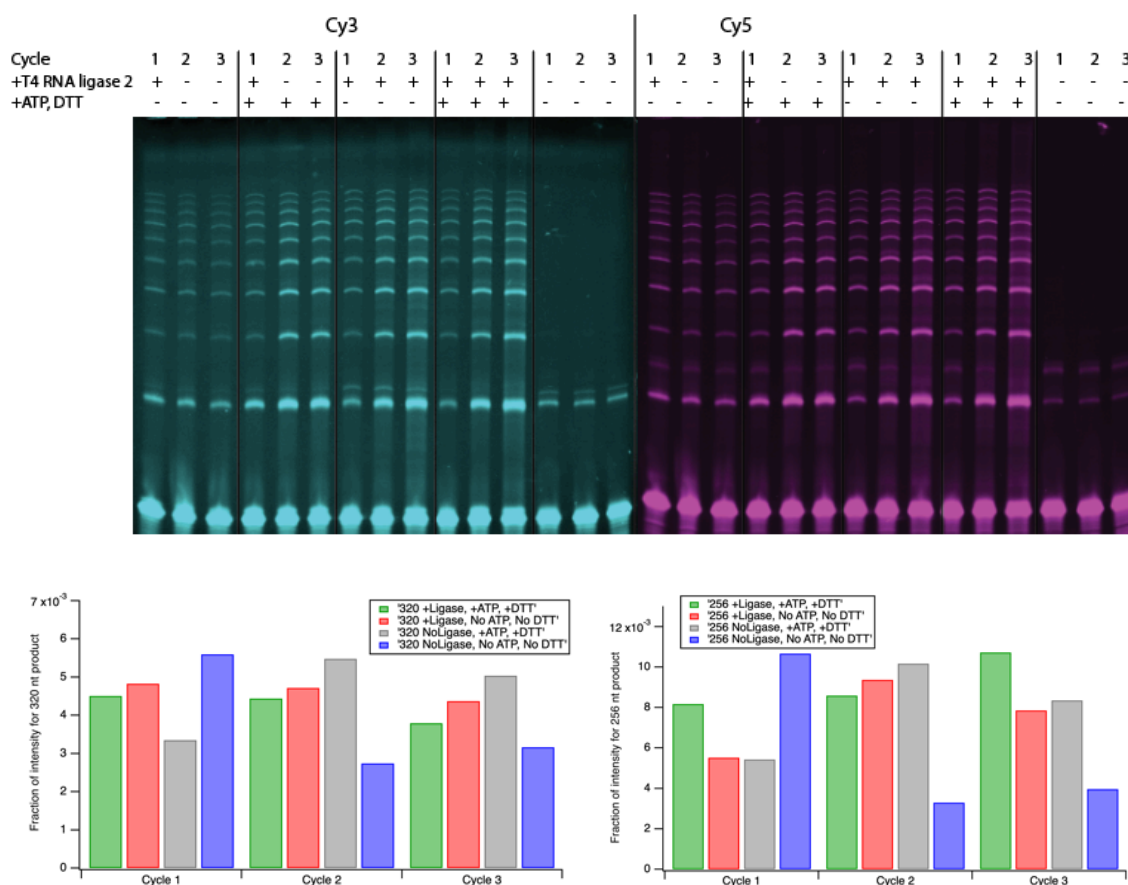 Cy3 Cy5
Cycle 1 2 3 1 2 3 1 2 3 1 2 3 1 2 3 1 2 3 1 2 3 1 2 3 1 2 3 1 2 3
+T4 RNA ligase 2 + - - + - - + + + + + + - - - + - - + - - + + + + + + - - -
+ATP, DTT - - - + + + - - - + + + - - - - - - + + + - - - + + + - - -
7 x10⁻³
6
5
4
3
2
1
0
Fraction of intensity for 320 nt product
'320 +Ligase, +ATP, +DTT'
'320 +Ligase, No ATP, No DTT'
'320 NoLigase, +ATP, +DTT'
'320 NoLigase, No ATP, No DTT'
Cycle 1 Cycle 2 Cycle 3
12 x10⁻³
10
8
6
4
2
0
Fraction of intensity for 256 nt product
'256 +Ligase, +ATP, +DTT'
'256 +Ligase, No ATP, No DTT'
'256 NoLigase, +ATP, +DTT'
'256 NoLigase, No ATP, No DTT'
Cycle 1 Cycle 2 Cycle 3